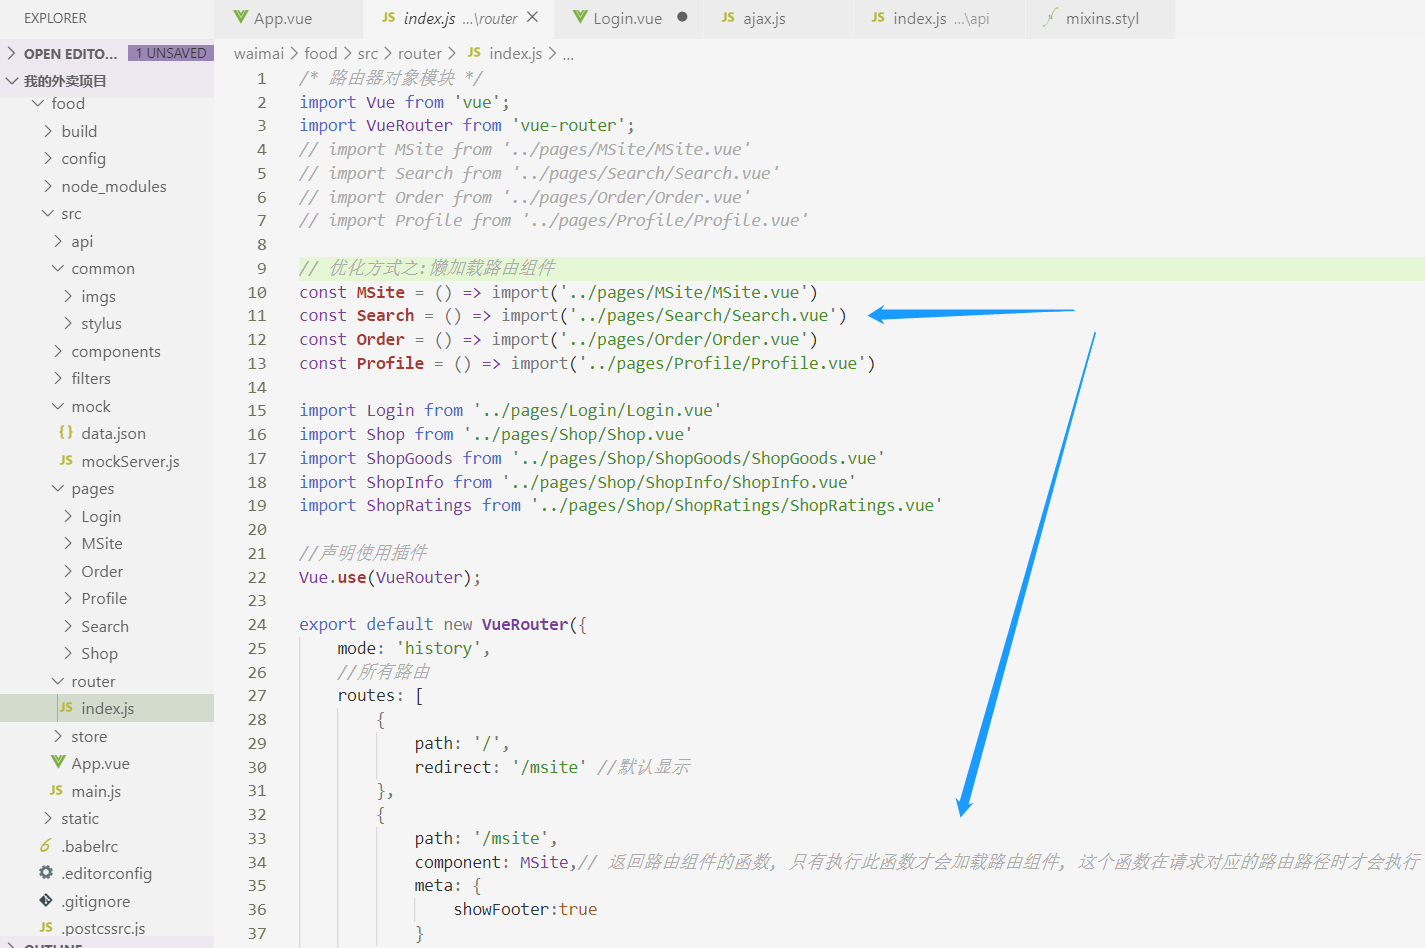 EXPLORER
OPEN EDITO... 1 UNSAVED
我的外卖项目
food
build
config
node_modules
src
api
common
imgs
stylus
components
filters
mock
{} data.json
JS mockServer.js
pages
Login
MSite
Order
Profile
Search
Shop
router
JS index.js
store
App.vue
JS main.js
static
.babelrc
.editorconfig
.gitignore
JS .postcssrc.js
OUTLINE
App.vue
JS index.js ...\router
Login.vue
JS ajax.js
JS index.js ...\api
mixins.styl
waimai > food > src > router > JS index.js > ...
1 /* 路由器对象模块 */
2 import Vue from 'vue';
3 import VueRouter from 'vue-router';
4 // import MSite from '../pages/MSite/MSite.vue'
5 // import Search from '../pages/Search/Search.vue'
6 // import Order from '../pages/Order/Order.vue'
7 // import Profile from '../pages/Profile/Profile.vue'
8
9 // 优化方式之:懒加载路由组件
10 const MSite = () => import('../pages/MSite/MSite.vue')
11 const Search = () => import('../pages/Search/Search.vue')
12 const Order = () => import('../pages/Order/Order.vue')
13 const Profile = () => import('../pages/Profile/Profile.vue')
14
15 import Login from '../pages/Login/Login.vue'
16 import Shop from '../pages/Shop/Shop.vue'
17 import ShopGoods from '../pages/Shop/ShopGoods/ShopGoods.vue'
18 import ShopInfo from '../pages/Shop/ShopInfo/ShopInfo.vue'
19 import ShopRatings from '../pages/Shop/ShopRatings/ShopRatings.vue'
20
21 //声明使用插件
22 Vue.use(VueRouter);
23
24 export default new VueRouter({
25 mode: 'history',
26 //所有路由
27 routes: [
28 {
29 path: '/',
30 redirect: '/msite' //默认显示
31 },
32 {
33 path: '/msite',
34 component: MSite,// 返回路由组件的函数, 只有执行此函数才会加载路由组件, 这个函数在请求对应的路由路径时才会执行
35 meta: {
36 showFooter:true
37 }